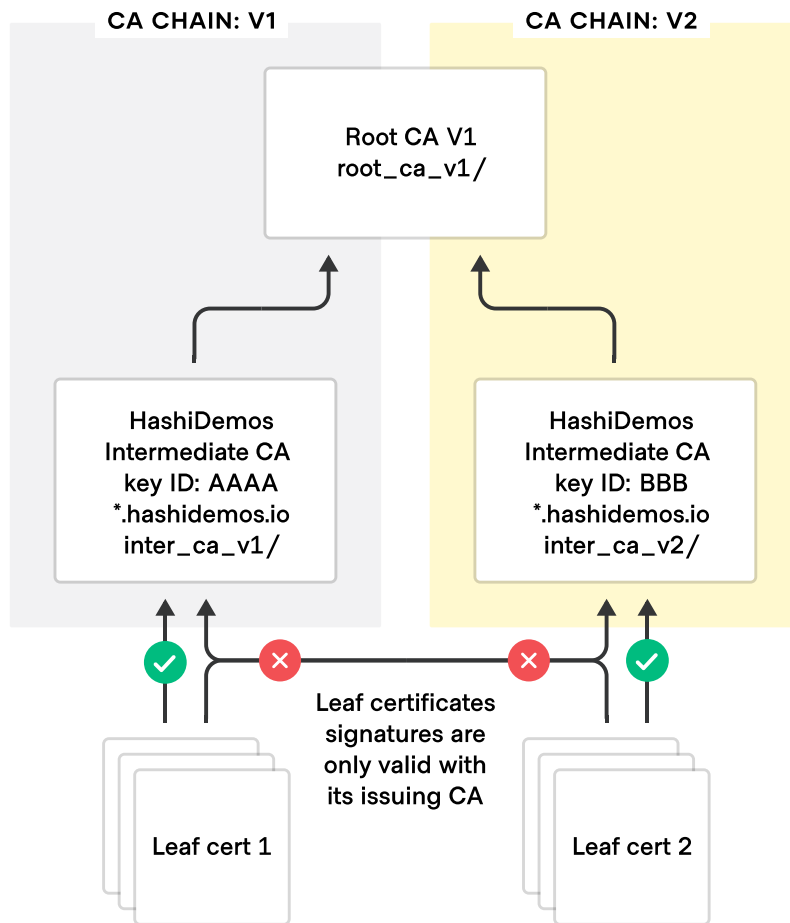 CA CHAIN: V1
CA CHAIN: V2
Root CA V1
root_ca_v1/
HashiDemos
Intermediate CA
key ID: AAAA
*.hashidemos.io
inter_ca_v1/
HashiDemos
Intermediate CA
key ID: BBB
*.hashidemos.io
inter_ca_v2/
Leaf certificates
signatures are
only valid with
its issuing CA
Leaf cert 1
Leaf cert 2